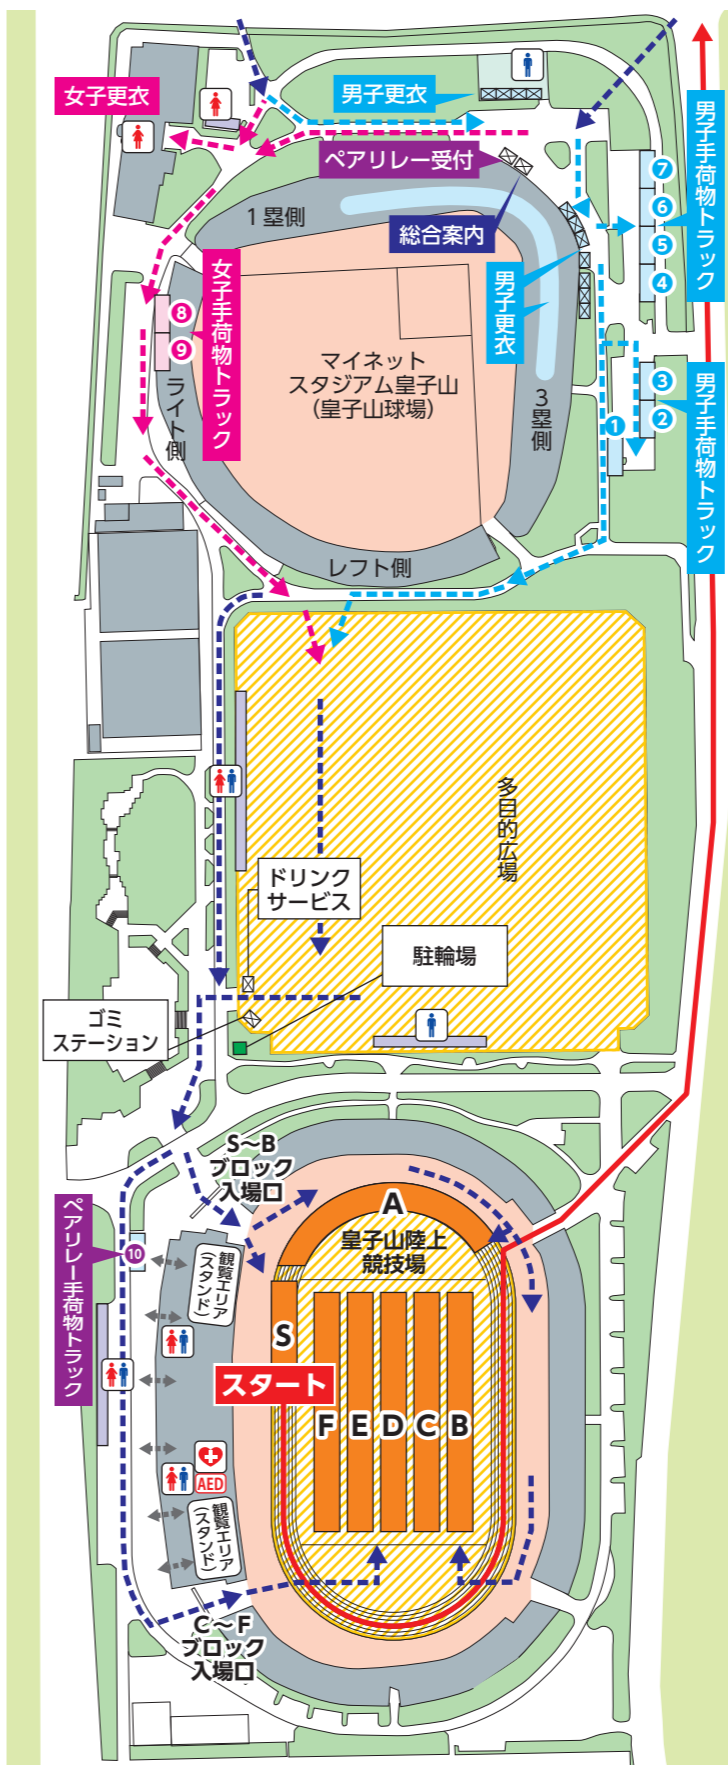 女子更衣
男子更衣
ペアリレー受付
総合案内
1塁側
男子更衣
男子手荷物トラック
7
6
5
4
女子手荷物トラック
8
9
マイネット
スタジアム皇子山
(皇子山球場)
ライト側
3塁側
1
3
2
男子手荷物トラック
レフト側
多目的広場
ドリンク
サービス
駐輪場
ゴミ
ステーション
S〜B
ブロック
入場口
A
皇子山陸上
競技場
ペアリレー手荷物トラック
10
観覧エリア
(スタンド)
S
スタート
F
E
D
C
B
AED
観覧エリア
(スタンド)
C〜F
ブロック
入場口